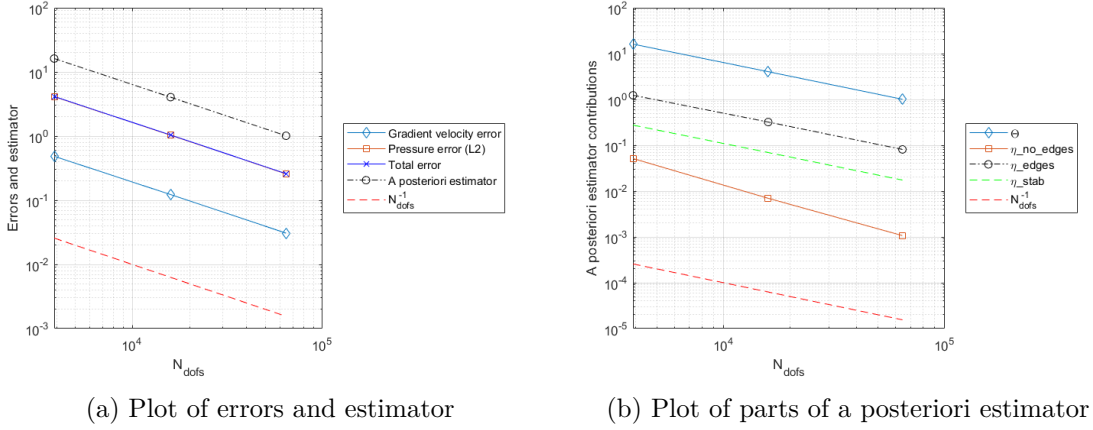 10^2
10^1
10^0
10^-1
10^-2
10^-3
Errors and estimator
10^4
10^5
N_dofs
Gradient velocity error
Pressure error (L2)
Total error
A posteriori estimator
N_dofs^-1
(a) Plot of errors and estimator
10^2
10^1
10^0
10^-1
10^-2
10^-3
10^-4
10^-5
A posteriori estimator contributions
10^4
10^5
N_dofs
Θ
η_no_edges
η_edges
η_stab
N_dofs^-1
(b) Plot of parts of a posteriori estimator